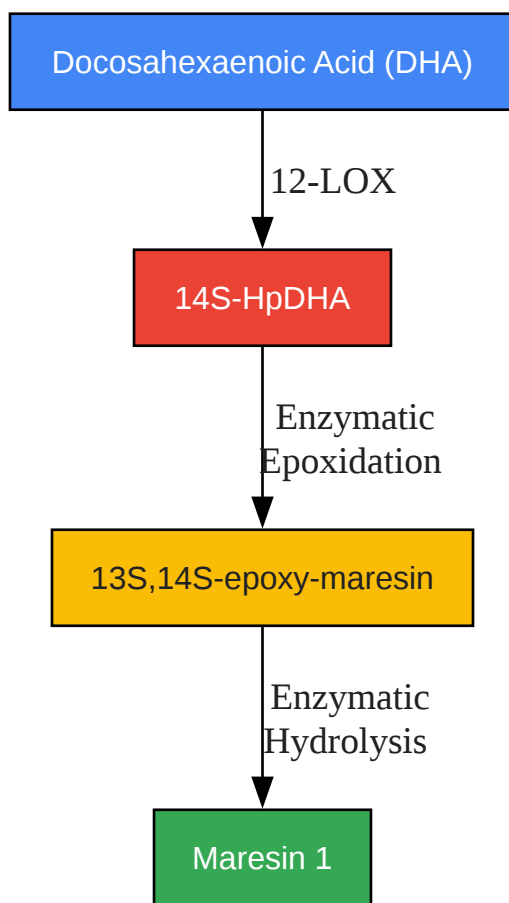 Docosahexaenoic Acid (DHA)
12-LOX
14S-HpDHA
Enzymatic
Epoxidation
13S,14S-epoxy-maresin
Enzymatic
Hydrolysis
Maresin 1